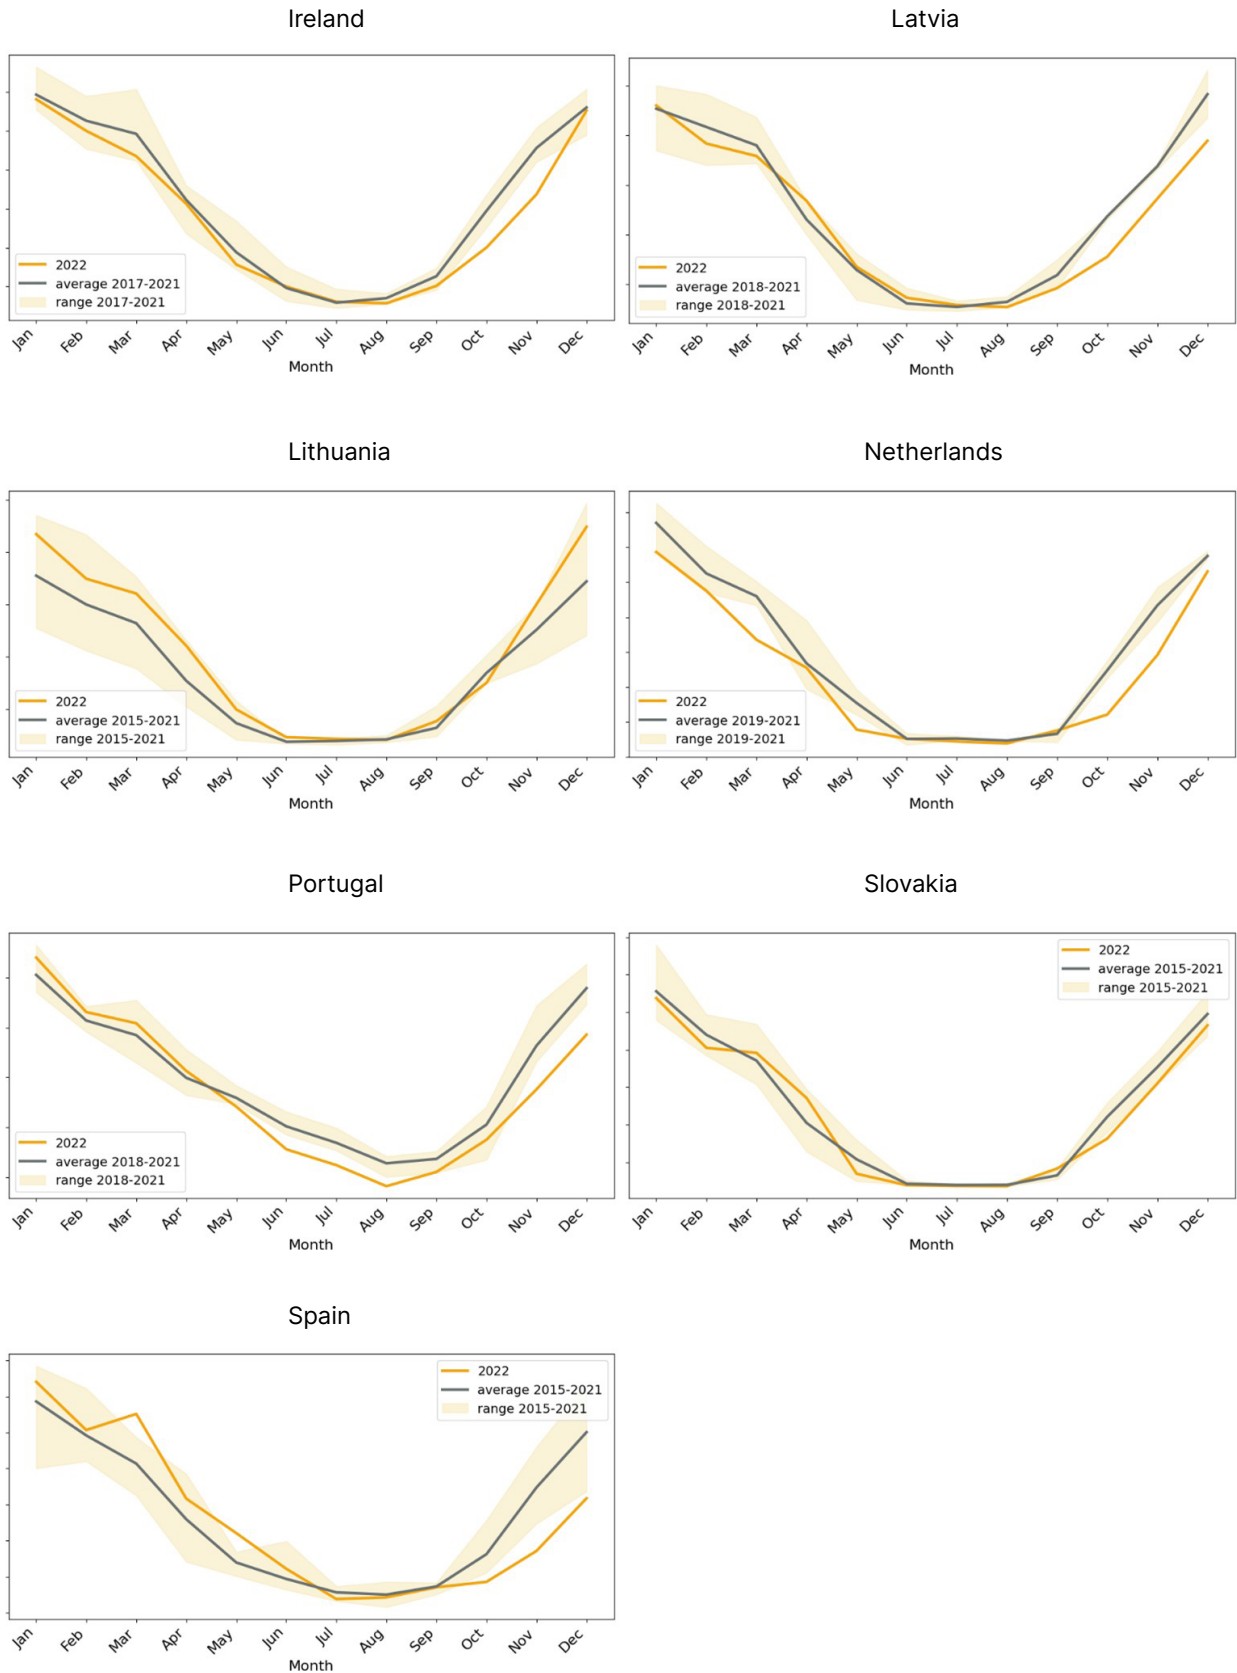 Ireland
2022
average 2017-2021
range 2017-2021
Jan Feb Mar Apr May Jun Jul Aug Sep Oct Nov Dec
Month
Latvia
2022
average 2018-2021
range 2018-2021
Jan Feb Mar Apr May Jun Jul Aug Sep Oct Nov Dec
Month
Lithuania
2022
average 2015-2021
range 2015-2021
Jan Feb Mar Apr May Jun Jul Aug Sep Oct Nov Dec
Month
Netherlands
2022
average 2019-2021
range 2019-2021
Jan Feb Mar Apr May Jun Jul Aug Sep Oct Nov Dec
Month
Portugal
2022
average 2018-2021
range 2018-2021
Jan Feb Mar Apr May Jun Jul Aug Sep Oct Nov Dec
Month
Slovakia
2022
average 2015-2021
range 2015-2021
Jan Feb Mar Apr May Jun Jul Aug Sep Oct Nov Dec
Month
Spain
2022
average 2015-2021
range 2015-2021
Jan Feb Mar Apr May Jun Jul Aug Sep Oct Nov Dec
Month